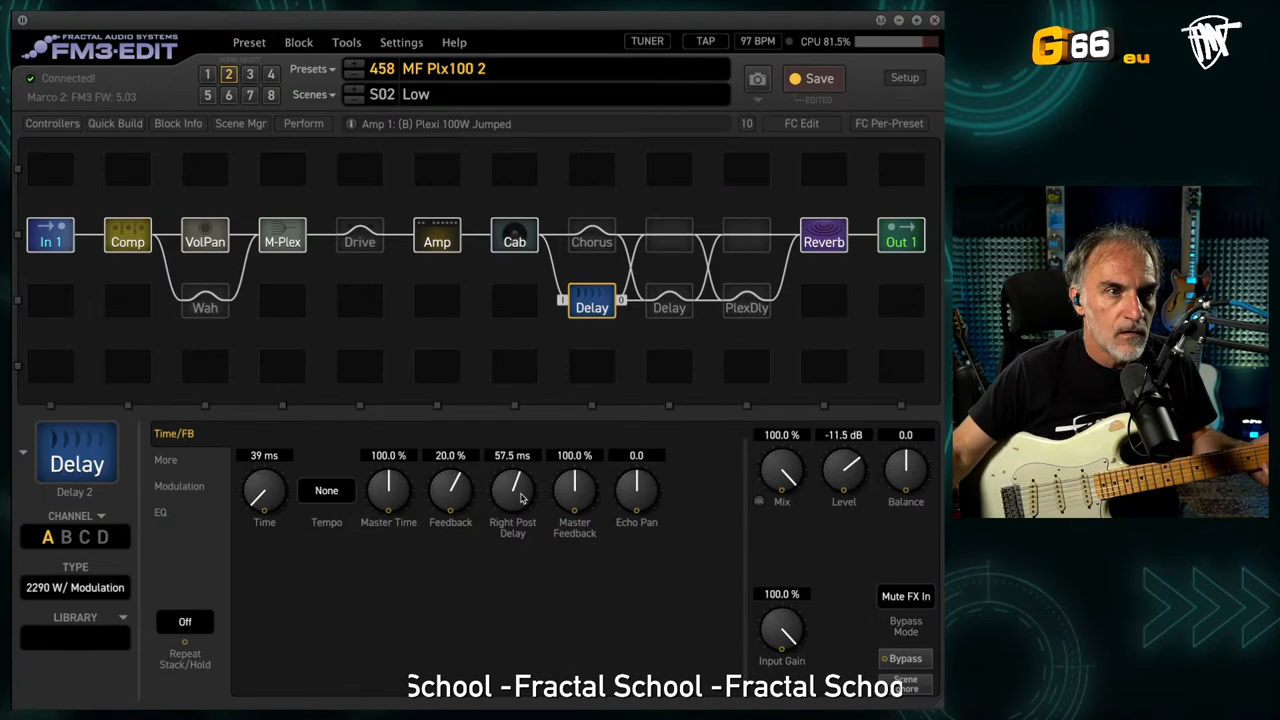 FRACTAL AUDIO SYSTEMS
FM3-EDIT
Preset Block Tools Settings Help
TUNER TAP 97 BPM CPU 81.5%
Connected!
Marco 2: FM3 FW: 5.03
SCENE SELECT
1 2 3 4
5 6 7 8
Presets 458 MF Plx100 2
Scenes S02 Low
Save
EDITED
Setup
Controllers Quick Build Block Info Scene Mgr Perform
Amp 1: (B) Plexi 100W Jumped
10 FC Edit FC Per-Preset
In 1 Comp VolPan M-Plex Drive Amp Cab Chorus Reverb Out 1
Wah Delay Delay PlexDly
Delay
Delay 2
CHANNEL
A B C D
TYPE
2290 W/ Modulation
LIBRARY
Time/FB
More
Modulation
EQ
Off
Repeat
Stack/Hold
39 ms 100.0 % 20.0 % 57.5 ms 100.0 % 0.0
None
Time Tempo Master Time Feedback Right Post Delay Master Feedback Echo Pan
100.0 % -11.5 dB 0.0
Mix Level Balance
100.0 %
Input Gain
Mute FX In
Bypass
Mode
Bypass
Scene
School -Fractal School -Fractal Schoo
G66
eu